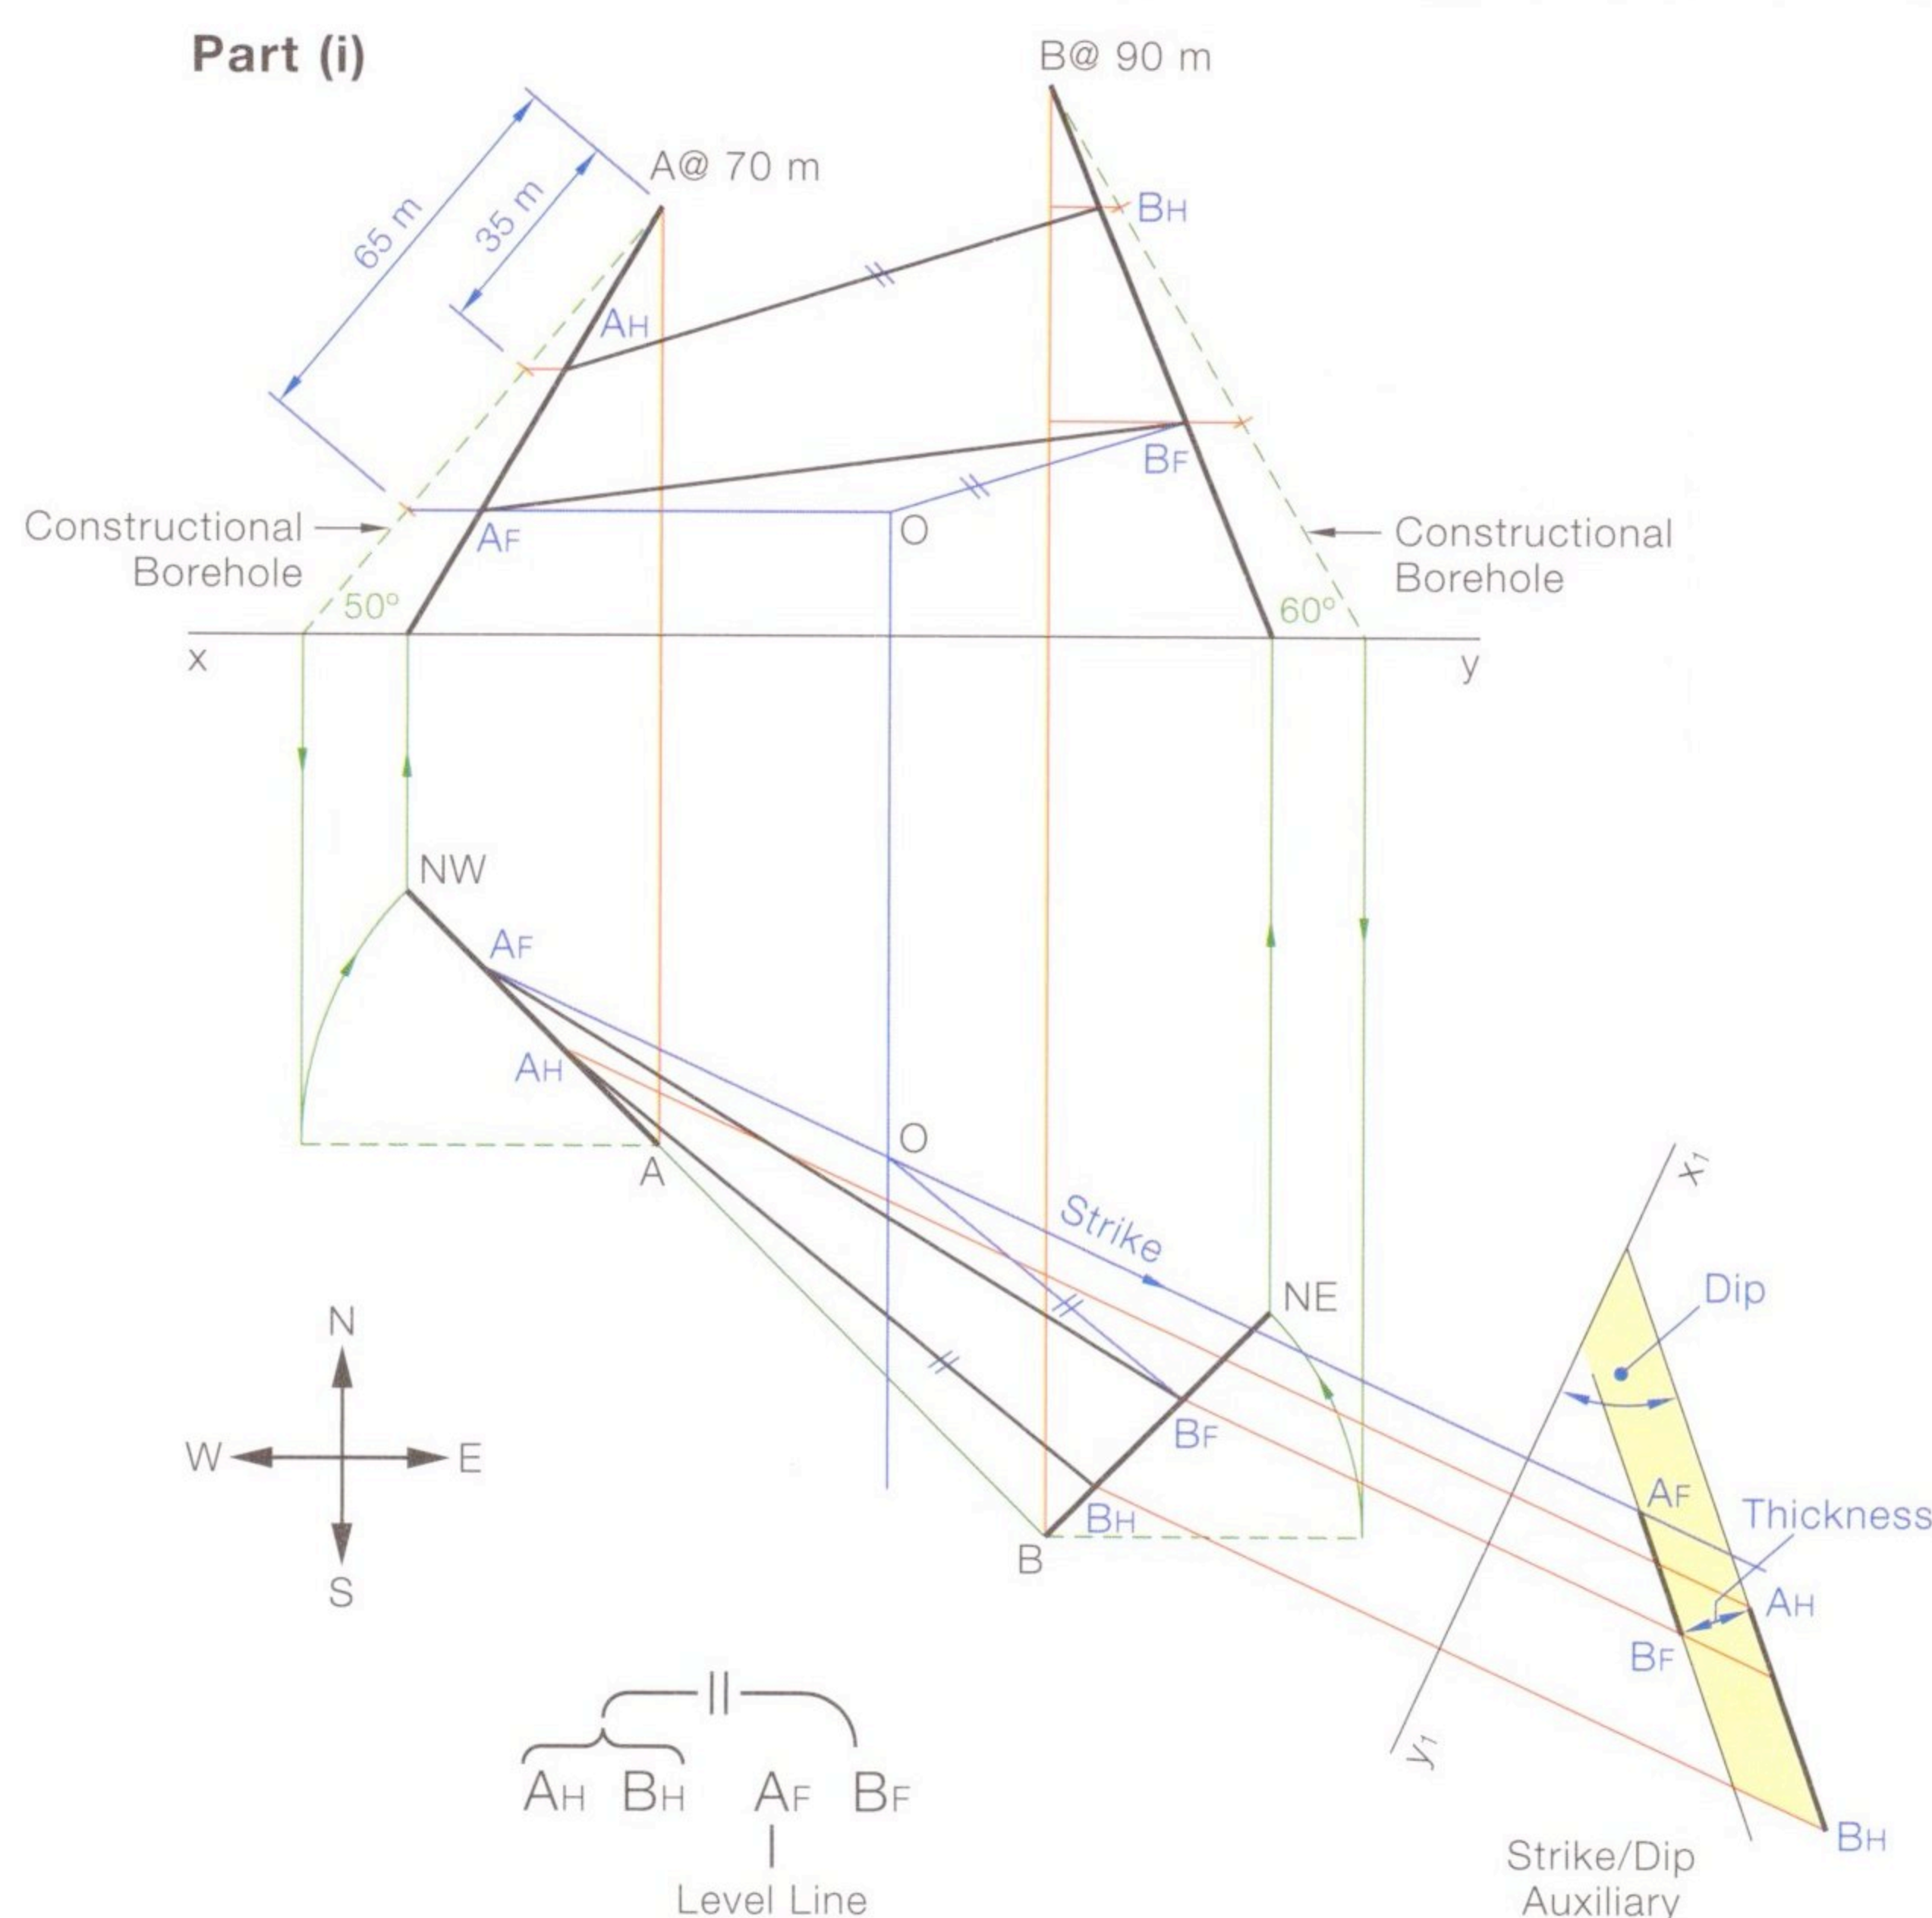 Part (i)
B@ 90 m
A@ 70 m
65 m
35 m
BH
AH
BF
O
AF
Constructional
Borehole
Constructional
Borehole
50°
60°
x
y
NW
AF
AH
O
A
Strike
NE
BF
BH
B
N
W
E
S
x1
Dip
AF
Thickness
AH
BF
y1
BH
Strike/Dip
Auxiliary
||
AH BH AF BF
Level Line